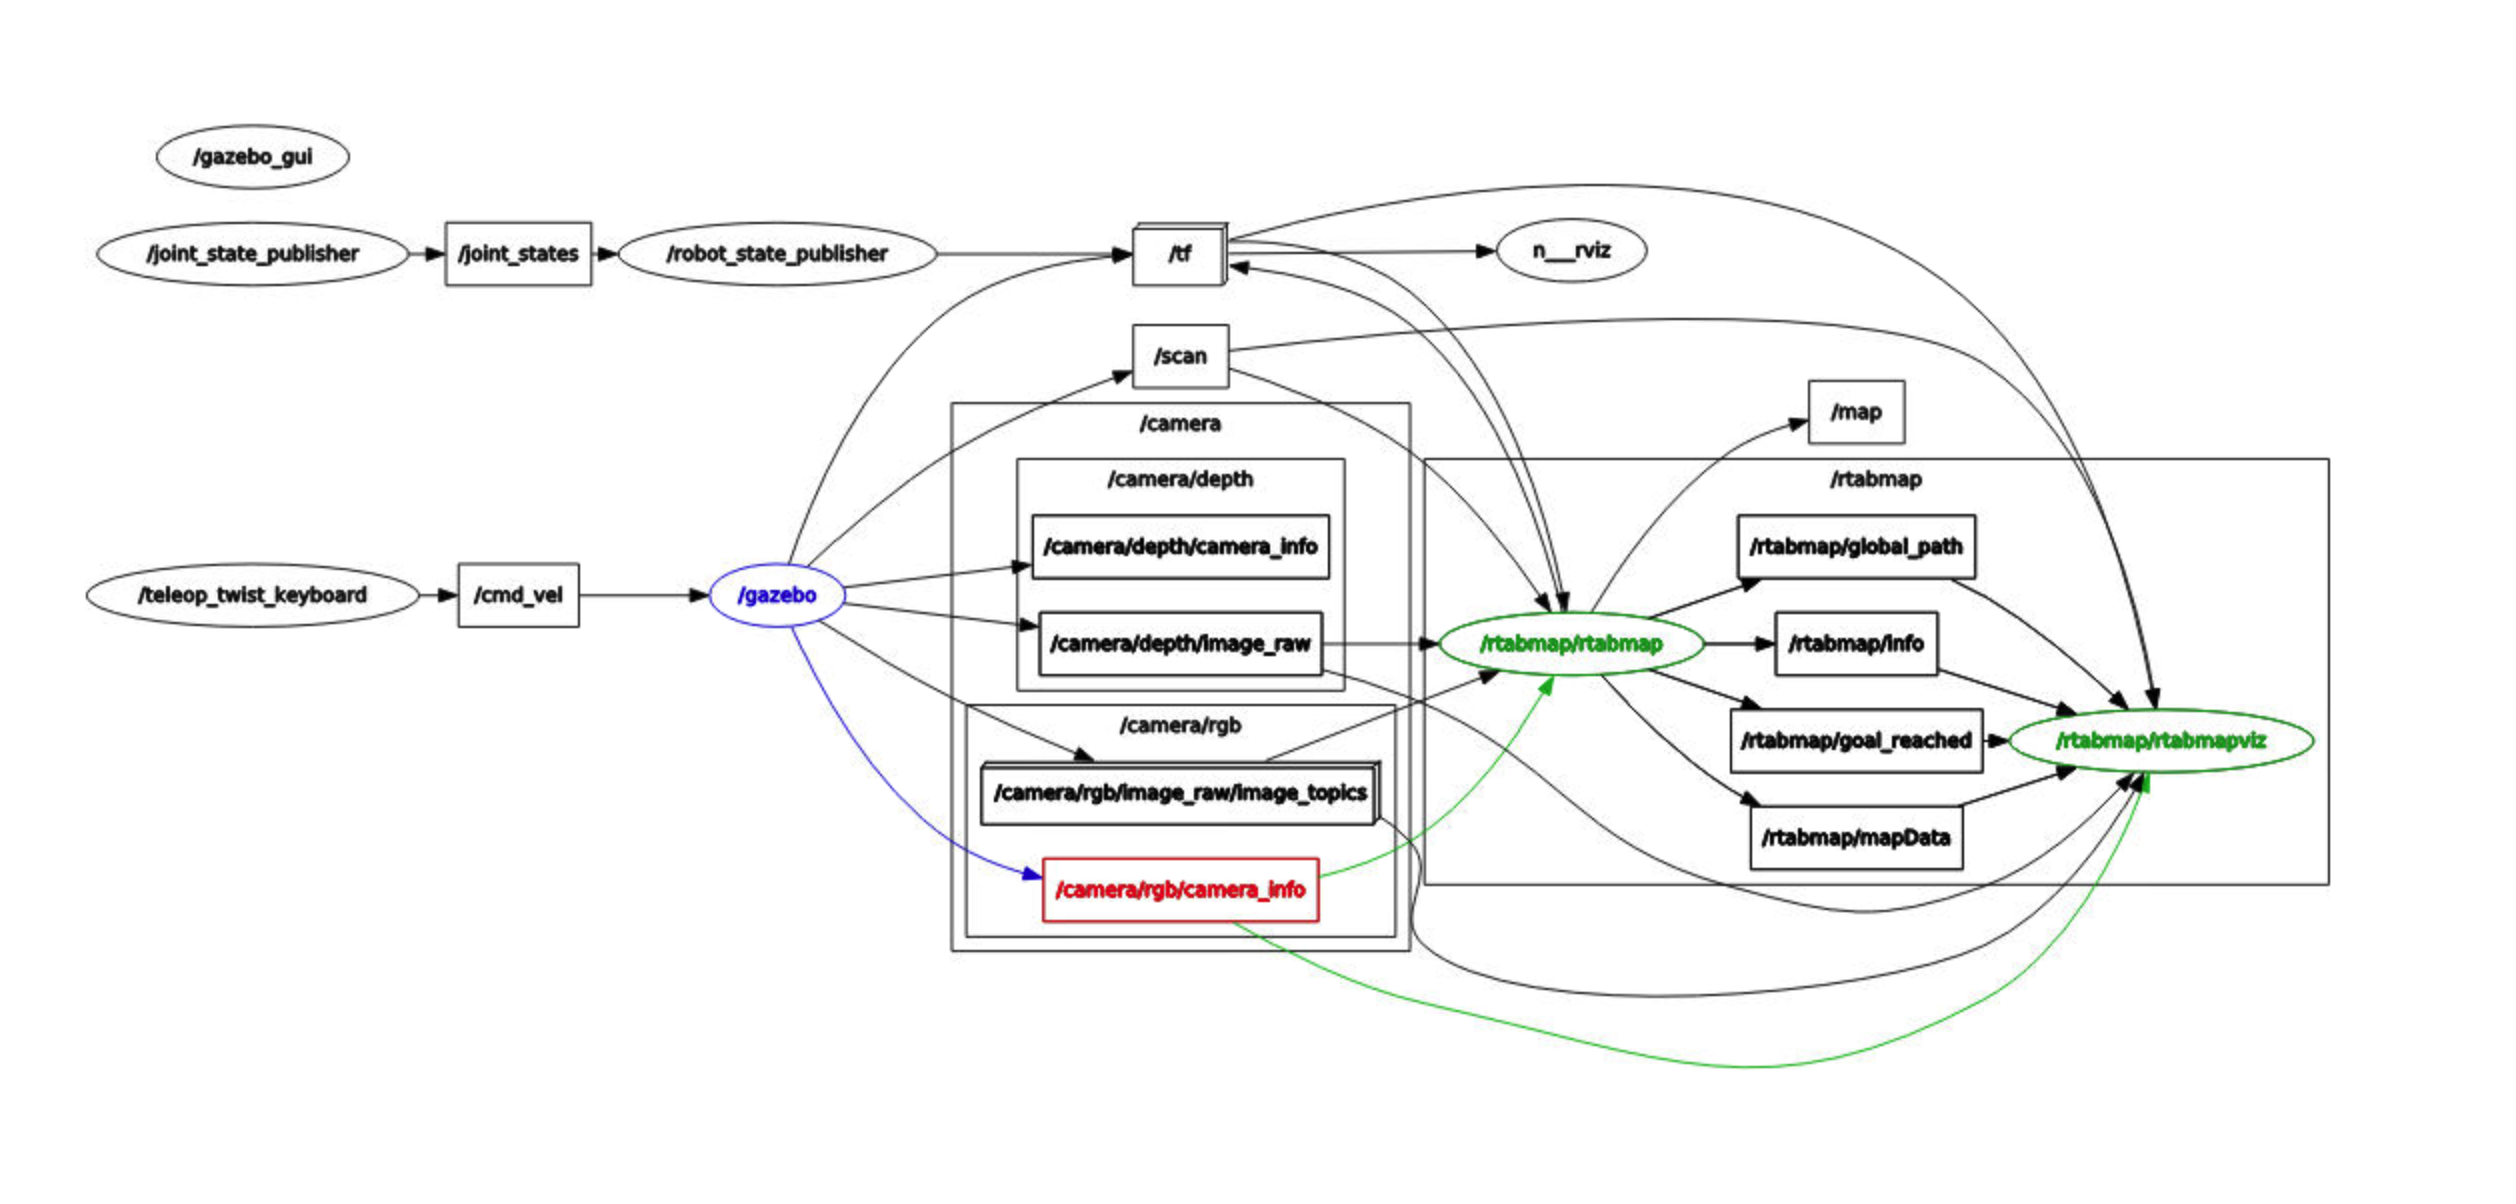 /gazebo_gui
/joint_state_publisher
/joint_states
/robot_state_publisher
/tf
n___rviz
/scan
/map
/camera
/rtabmap
/camera/depth
/camera/depth/camera_info
/rtabmap/global_path
/teleop_twist_keyboard
/cmd_vel
/gazebo
/camera/depth/image_raw
/rtabmap/rtabmap
/rtabmap/info
/camera/rgb
/rtabmap/goal_reached
/rtabmap/rtabmapviz
/camera/rgb/image_raw/image_topics
/rtabmap/mapData
/camera/rgb/camera_info